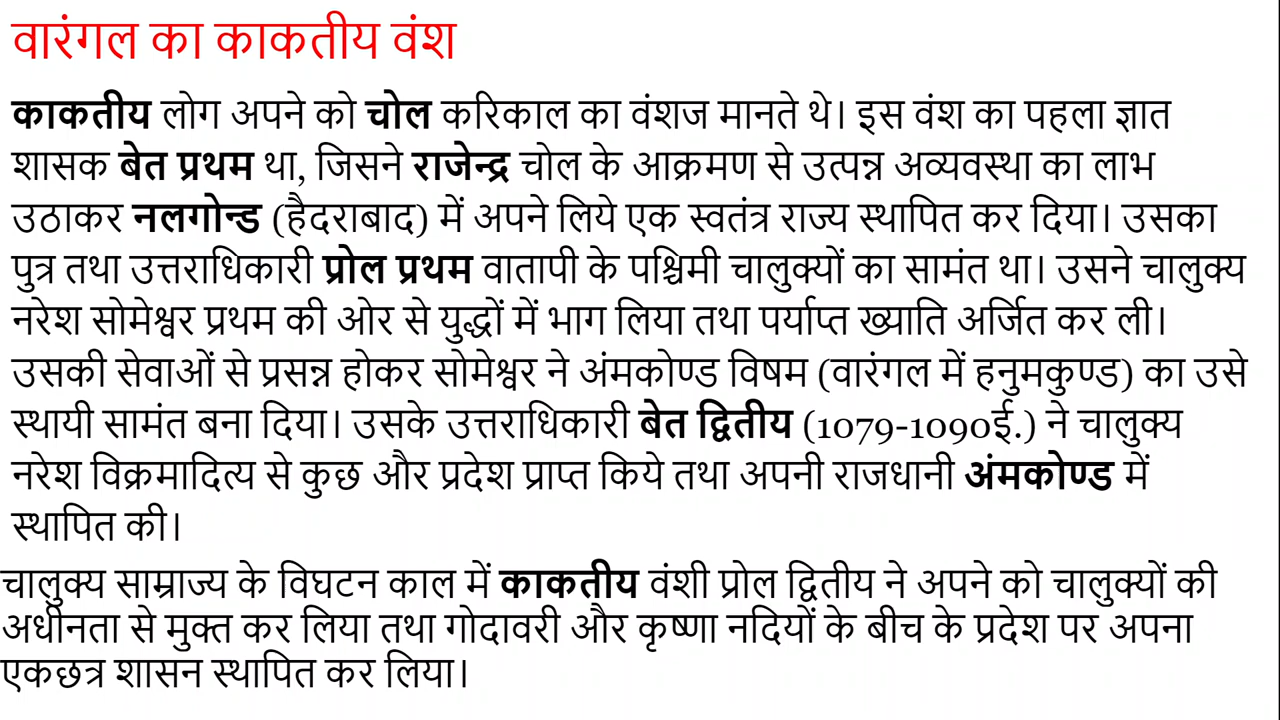 वारंगल का काकतीय वंश
काकतीय लोग अपने को चोल करिकाल का वंशज मानते थे। इस वंश का पहला ज्ञात
शासक बेत प्रथम था, जिसने राजेन्द्र चोल के आक्रमण से उत्पन्न अव्यवस्था का लाभ
उठाकर नलगोन्ड (हैदराबाद) में अपने लिये एक स्वतंत्र राज्य स्थापित कर दिया। उसका
पुत्र तथा उत्तराधिकारी प्रोल प्रथम वातापी के पश्चिमी चालुक्यों का सामंत था। उसने चालुक्य
नरेश सोमेश्वर प्रथम की ओर से युद्धों में भाग लिया तथा पर्याप्त ख्याति अर्जित कर ली।
उसकी सेवाओं से प्रसन्न होकर सोमेश्वर ने अंमकोण्ड विषम (वारंगल में हनुमकुण्ड) का उसे
स्थायी सामंत बना दिया। उसके उत्तराधिकारी बेत द्वितीय (1079-1090ई.) ने चालुक्य
नरेश विक्रमादित्य से कुछ और प्रदेश प्राप्त किये तथा अपनी राजधानी अंमकोण्ड में
स्थापित की।
चालुक्य साम्राज्य के विघटन काल में काकतीय वंशी प्रोल द्वितीय ने अपने को चालुक्यों की
अधीनता से मुक्त कर लिया तथा गोदावरी और कृष्णा नदियों के बीच के प्रदेश पर अपना
एकछत्र शासन स्थापित कर लिया।